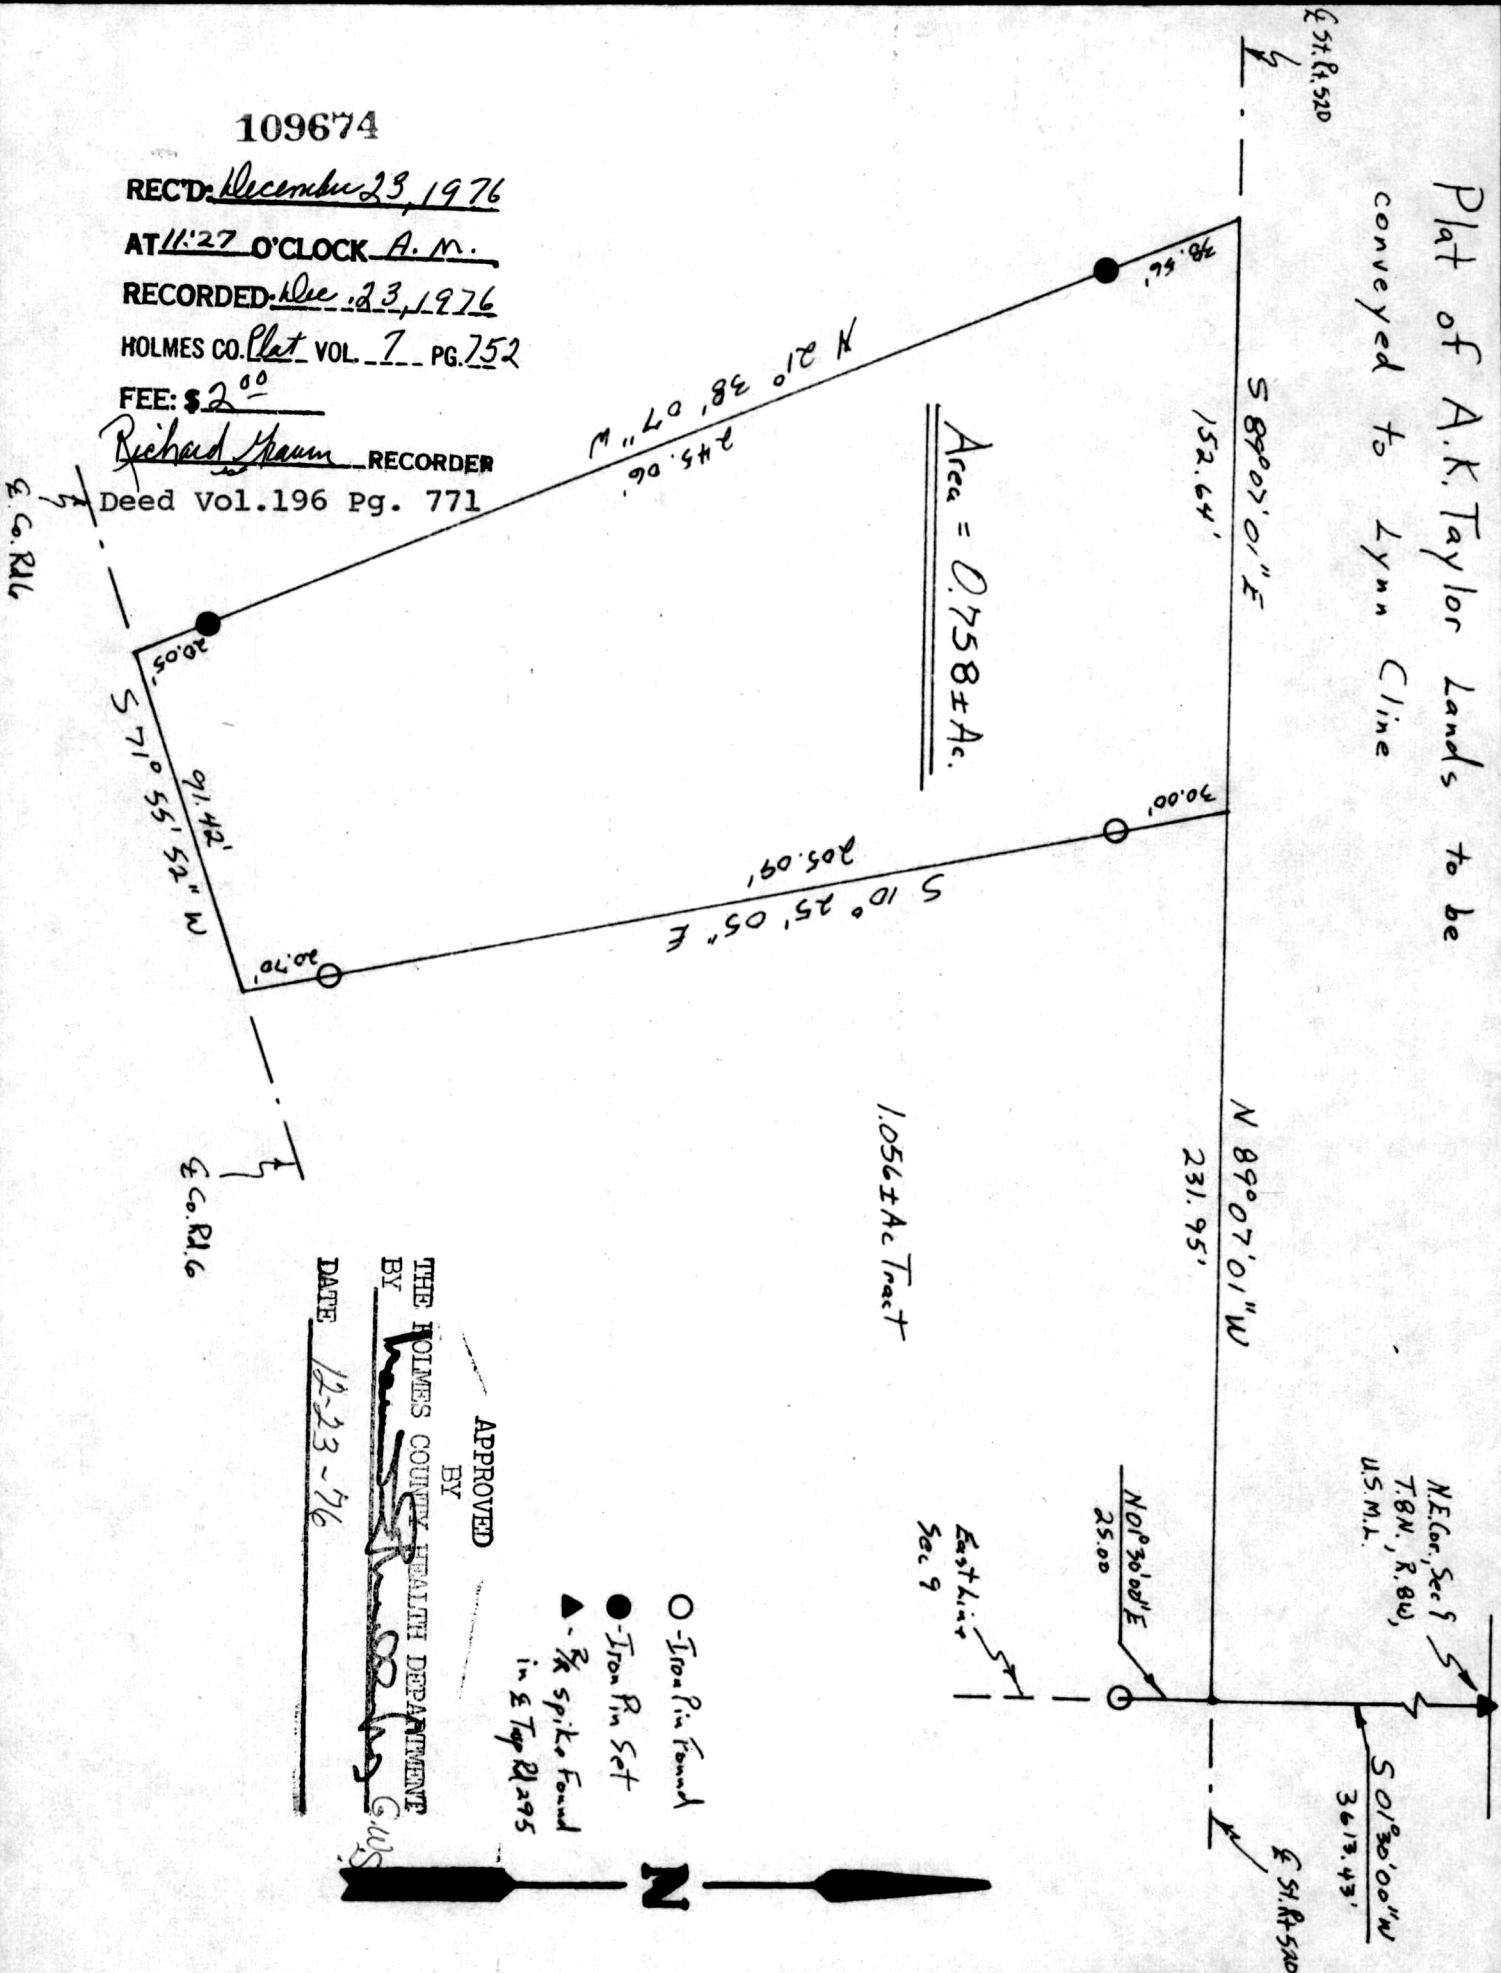 Plat of A.K. Taylor Lands to be
conveyed to Lynn Cline
109674
REC'D: December 23, 1976
AT 11:27 O'CLOCK A. M.
RECORDED Dec. 23, 1976
HOLMES CO. Plat VOL. 7 PG. 752
FEE: $ 2 00
Richard RECORDER
Deed Vol.196 Pg. 771
℄ St. Rt. 520
S 89° 07' 01" E
152.64'
N 89° 07' 01" W
231.95'
38.56'
N 21° 38' 07" W
245.06'
20.05'
Area = 0.758 ± Ac.
30.00'
205.09'
S 10° 25' 05" E
20.70'
91.42'
S 71° 55' 52" W
℄ Co. Rd 6
℄ Co. Rd. 6
1.056 ± Ac Tract
N.E. Cor., Sec 9
T.8N., R.8W,
U.S.M.L.
N 01° 30' 00" E
25.00
East Line
Sec 9
S 01° 30' 00" W
3613.43'
℄ St. Rt 520
O - Iron Pin Found
● - Iron Pin Set
▲ - RR spike Found
in ℄ Twp Rd 295
APPROVED
BY
THE HOLMES COUNTY HEALTH DEPARTMENT
BY
G.W.S.
DATE 12-23-76
N